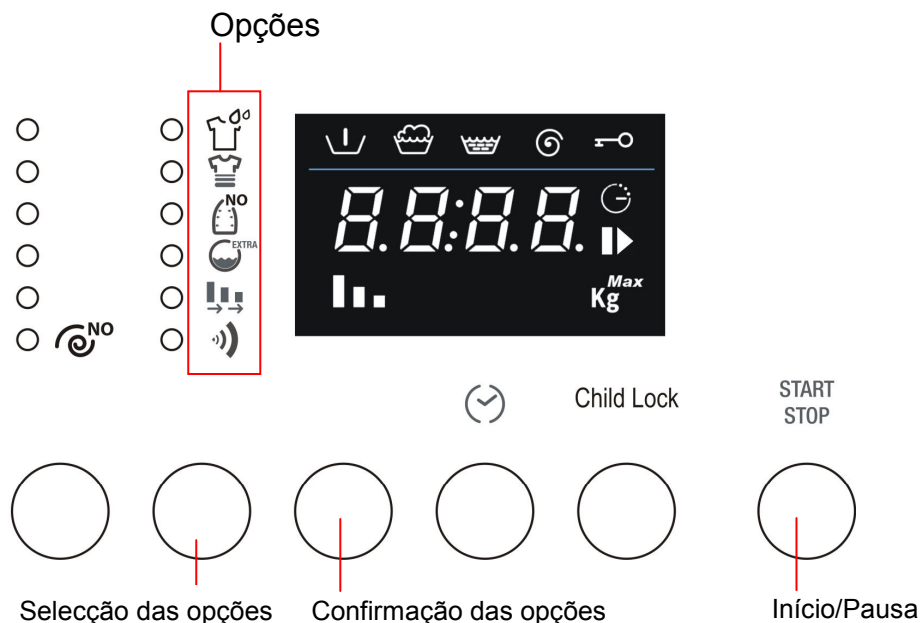 Opções
NO
EXTRA
NO
8.8:8.8.
Max
Kg
Child Lock
START
STOP
Selecção das opções
Confirmação das opções
Início/Pausa